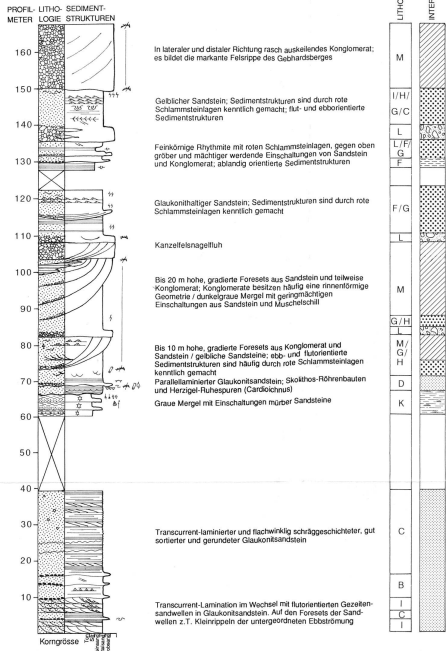 PROFIL- LITHO- SEDIMENT-
METER LOGIE STRUKTUREN
LITHO
INTER
160
150
140
130
120
110
100
90
80
70
60
50
40
30
20
10
In lateraler und distaler Richtung rasch auskeilendes Konglomerat;
es bildet die markante Felsrippe des Gebhardsberges
M
Gelblicher Sandstein; Sedimentstrukturen sind durch rote
Schlammsteinlagen kenntlich gemacht; flut- und ebborientierte
Sedimentstrukturen
I/H/
G/C
L
Feinkörnige Rhythmite mit roten Schlammsteinlagen, gegen oben
gröber und mächtiger werdende Einschaltungen von Sandstein
und Konglomerat; ablandig orientierte Sedimentstrukturen
L/F/
G
F
Glaukonithaltiger Sandstein; Sedimentstrukturen sind durch rote
Schlammsteinlagen kenntlich gemacht
F/G
Kanzelfelsnagelfluh
L
Bis 20 m hohe, gradierte Foresets aus Sandstein und teilweise
Konglomerat; Konglomerate besitzen häufig eine rinnenförmige
Geometrie / dunkelgraue Mergel mit geringmächtigen
Einschaltungen aus Sandstein und Muschelschill
M
G/H
L
Bis 10 m hohe, gradierte Foresets aus Konglomerat und
Sandstein / gelbliche Sandsteine; ebb- und flutorientierte
Sedimentstrukturen sind häufig durch rote Schlammsteinlagen
kenntlich gemacht
M/
G/
H
Parallellaminierter Glaukonitsandstein; Skolithos-Röhrenbauten
und Herzigel-Ruhespuren (Cardioichnus)
D
Graue Mergel mit Einschaltungen mürber Sandsteine
K
Transcurrent-laminierter und flachwinklig schräggeschichteter, gut
sortierter und gerundeter Glaukonitsandstein
C
B
Transcurrent-Lamination im Wechsel mit flutorientierten Gezeiten-
sandwellen in Glaukonitsandstein. Auf den Foresets der Sand-
wellen z.T. Kleinrippeln der untergeordneten Ebbströmung
I
C
I
Korngrösse